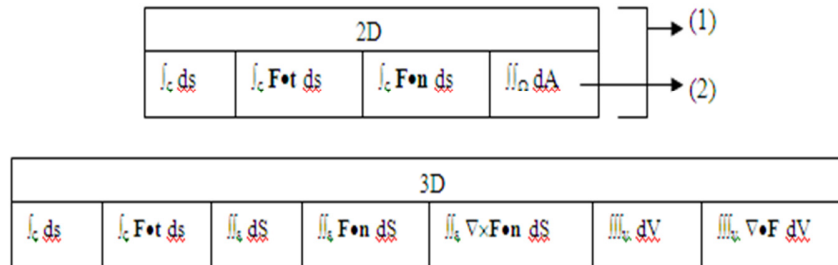 2D
(1)
∫c ds ∫c F•t ds ∫c F•n ds ∬Ω dA
(2)
3D
∫c ds ∫c F•t ds ∬s dS ∬s F•n dS ∬s ∇×F•n dS ∭V dV ∭V ∇•F dV